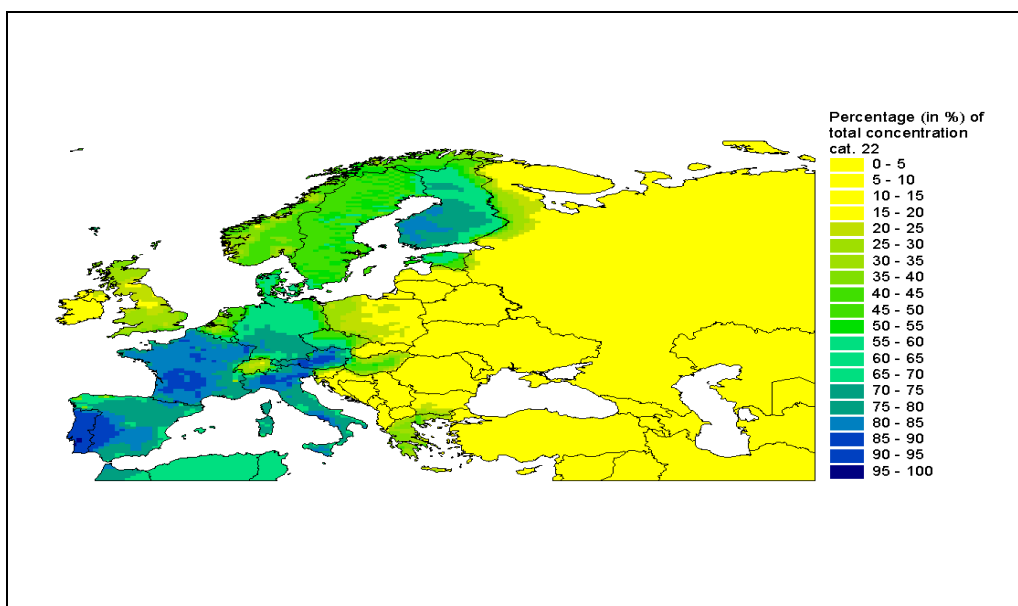 Percentage (in %) of
total concentration
cat. 22
0 - 5
5 - 10
10 - 15
15 - 20
20 - 25
25 - 30
30 - 35
35 - 40
40 - 45
45 - 50
50 - 55
55 - 60
60 - 65
65 - 70
70 - 75
75 - 80
80 - 85
85 - 90
90 - 95
95 - 100